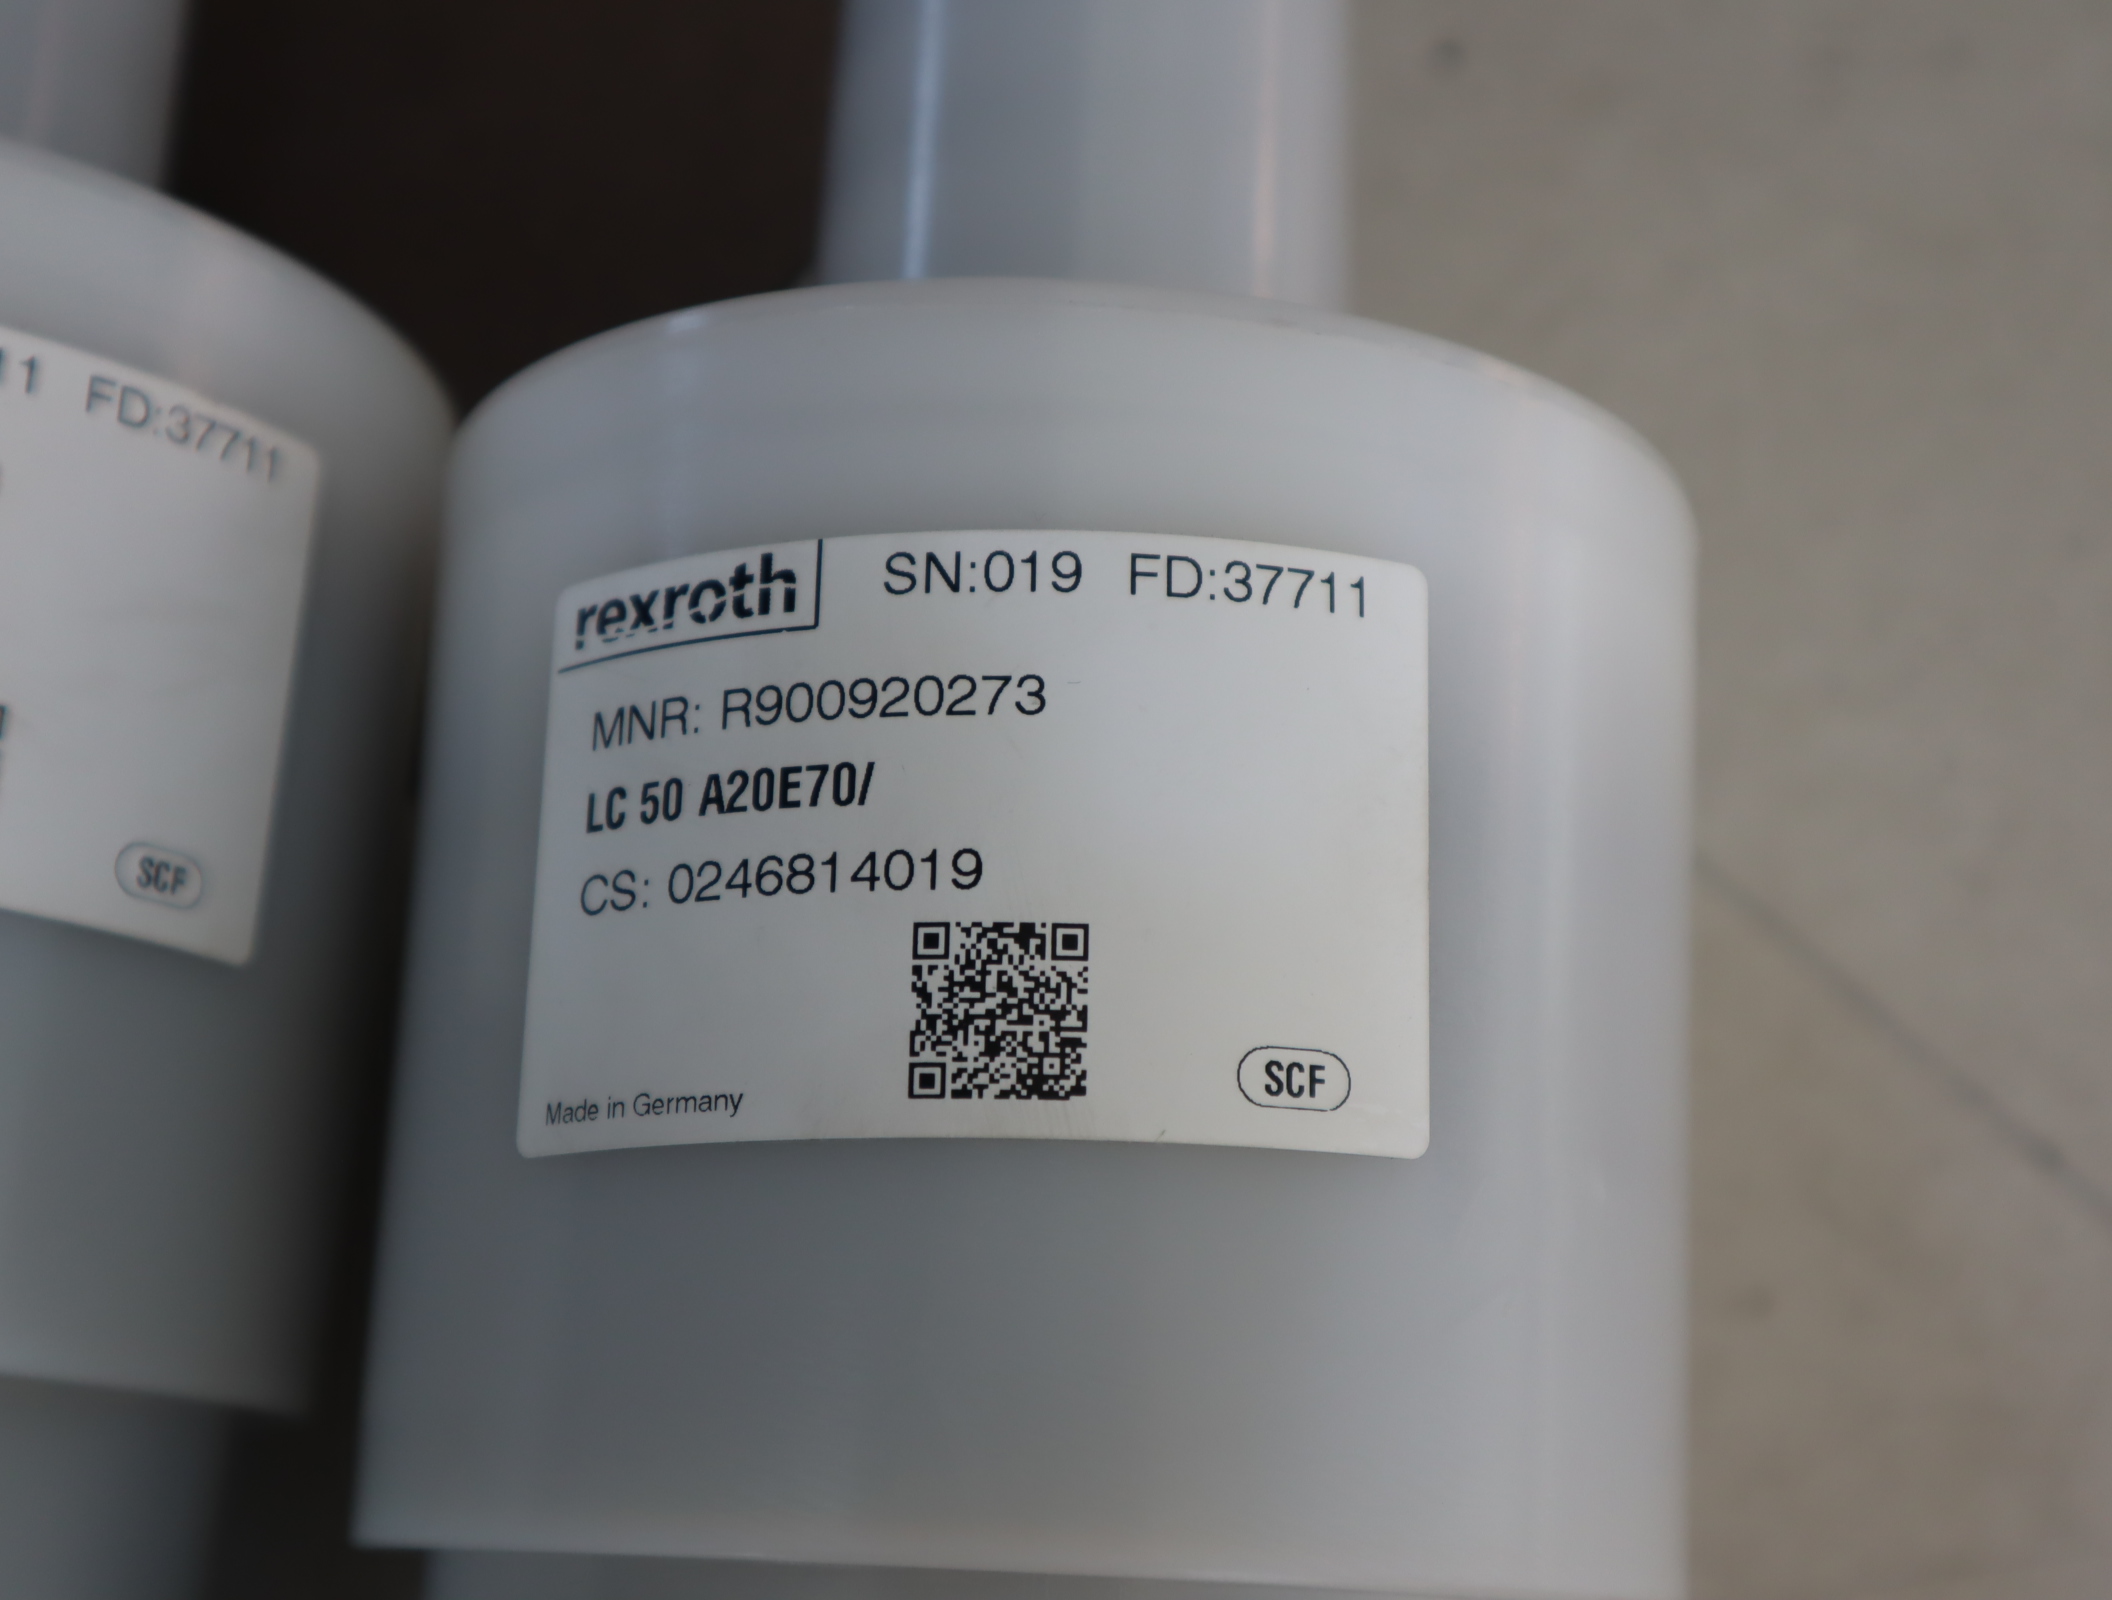 11 FD:37711
SCF
rexroth SN:019 FD:37711
MNR: R900920273
LC 50 A20E70/
CS: 0246814019
Made in Germany
SCF